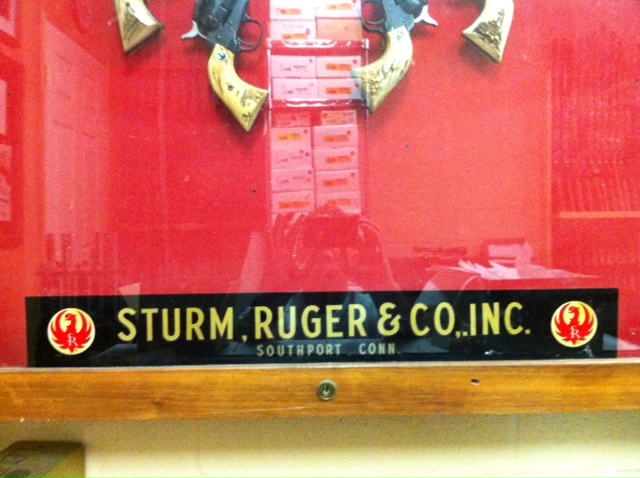 STURM, RUGER & CO,. INC.
SOUTHPORT, CONN.